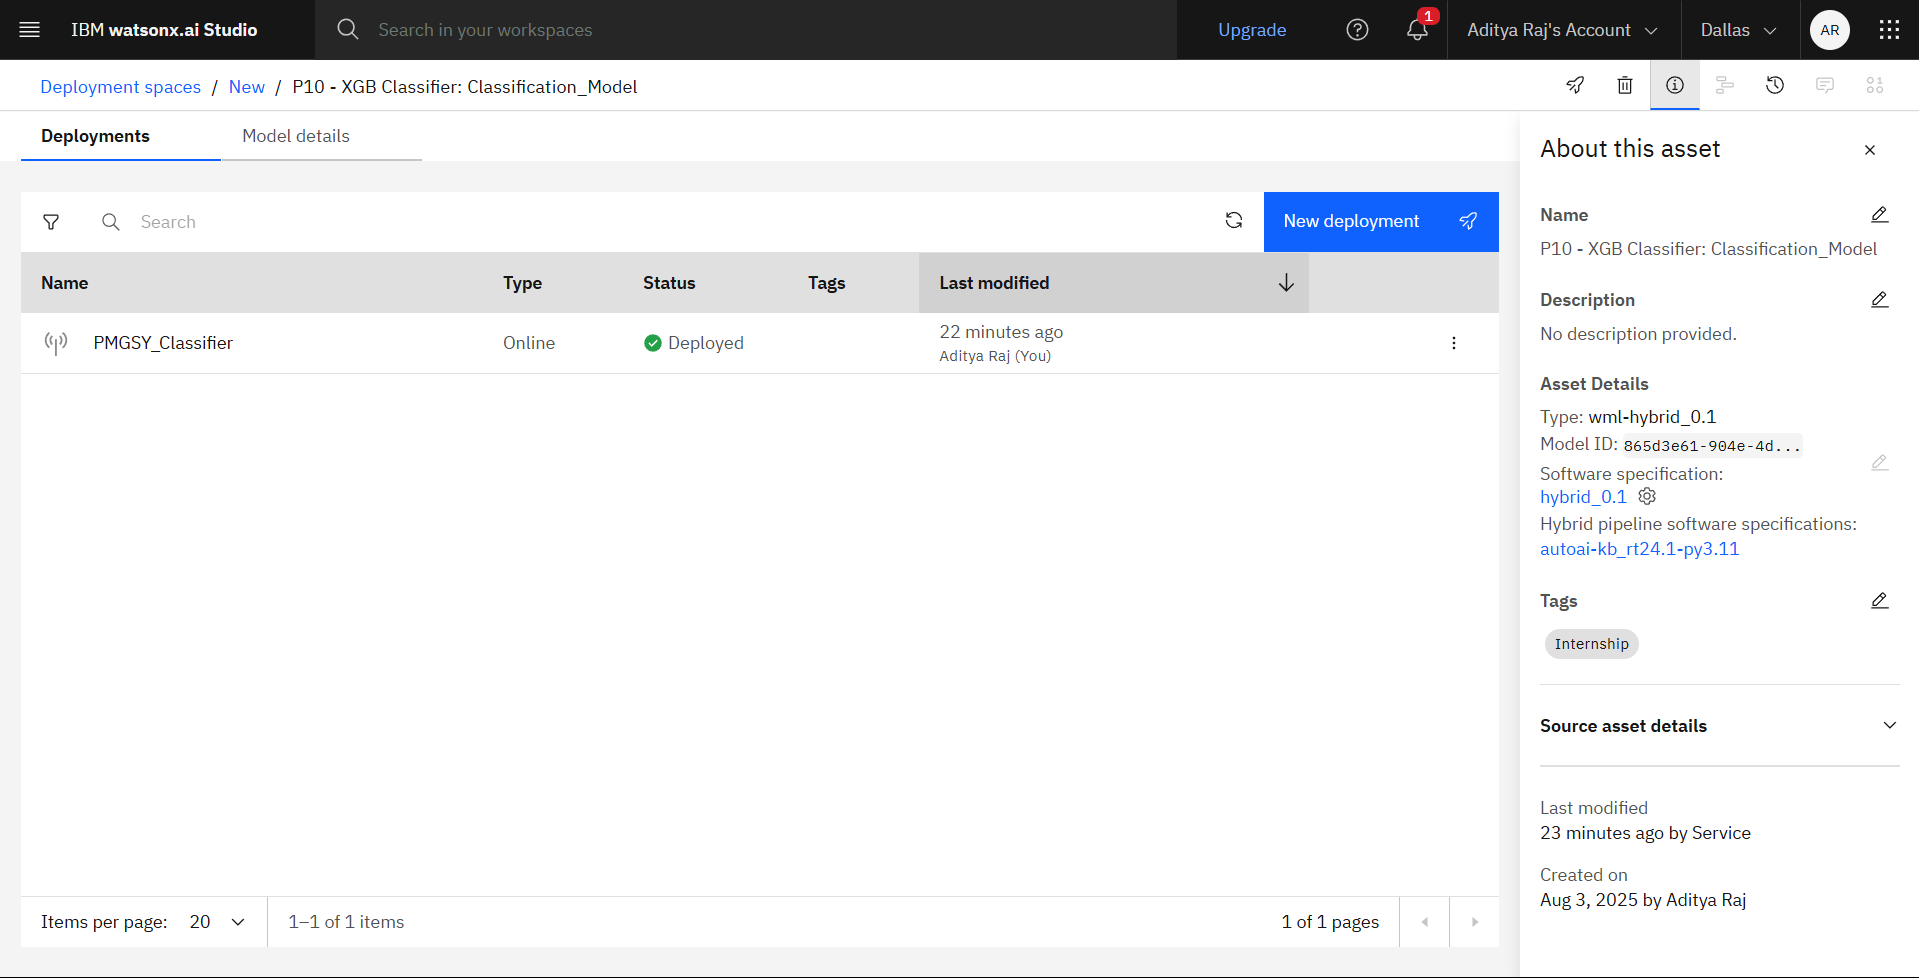 IBM watsonx.ai Studio
Search in your workspaces
Upgrade
1
Aditya Raj's Account
Dallas
AR
Deployment spaces / New / P10 - XGB Classifier: Classification_Model
Deployments
Model details
Search
New deployment
Name Type Status Tags Last modified
PMGSY_Classifier Online Deployed 22 minutes ago
Aditya Raj (You)
Items per page: 20
1–1 of 1 items
1 of 1 pages
About this asset
Name
P10 - XGB Classifier: Classification_Model
Description
No description provided.
Asset Details
Type: wml-hybrid_0.1
Model ID: 865d3e61-904e-4d...
Software specification:
hybrid_0.1
Hybrid pipeline software specifications:
autoai-kb_rt24.1-py3.11
Tags
Internship
Source asset details
Last modified
23 minutes ago by Service
Created on
Aug 3, 2025 by Aditya Raj